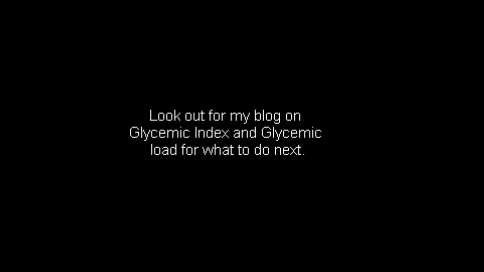 Look out for my blog on
Glycemic Index and Glycemic
load for what to do next.